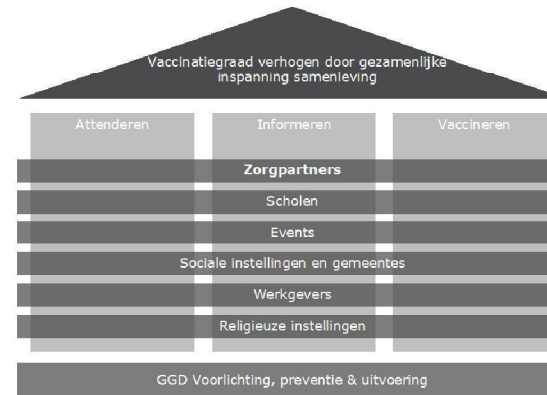 Vaccinatiegraad verhogen door gezamenlijke
inspanning samenleving
Attenderen
Informeren
Vaccineren
Zorgpartners
Scholen
Events
Sociale instellingen en gemeentes
Werkgevers
Religieuze instellingen
GGD Voorlichting, preventie & uitvoering